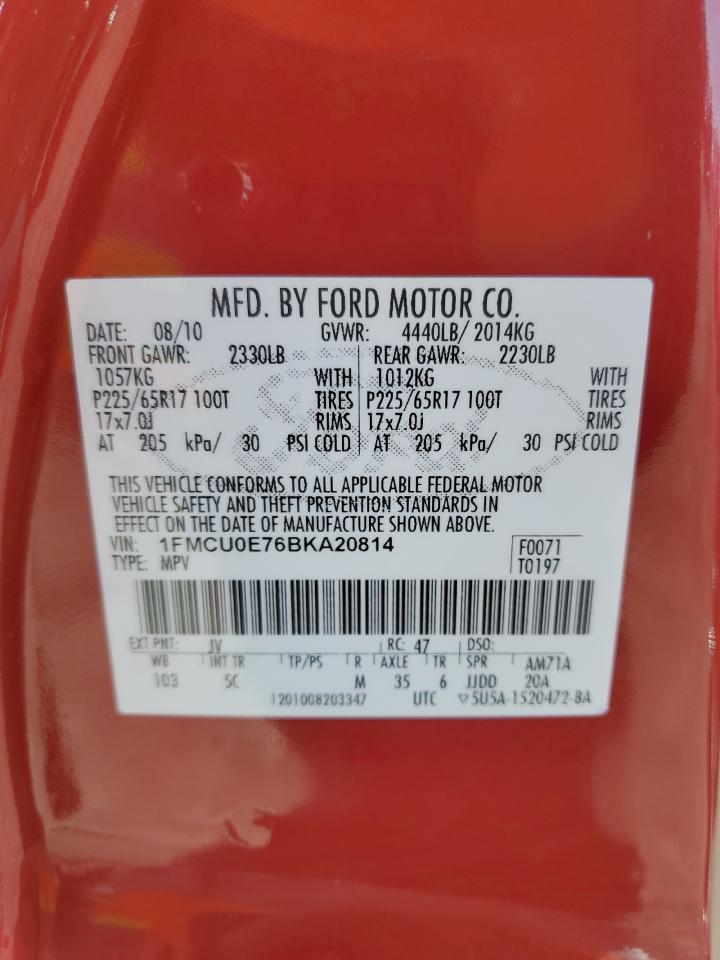 MFD. BY FORD MOTOR CO.
DATE: 08/10 GVWR: 4440LB/ 2014KG
FRONT GAWR: 2330LB REAR GAWR: 2230LB
1057KG WITH 1012KG WITH
P225/65R17 100T TIRES P225/65R17 100T TIRES
17x7.0J RIMS 17x7.0J RIMS
AT 205 kPa/ 30 PSI COLD AT 205 kPa/ 30 PSI COLD
THIS VEHICLE CONFORMS TO ALL APPLICABLE FEDERAL MOTOR
VEHICLE SAFETY AND THEFT PREVENTION STANDARDS IN
EFFECT ON THE DATE OF MANUFACTURE SHOWN ABOVE.
VIN: 1FMCU0E76BKA20814 F0071
TYPE: MPV T0197
EXT PNT: JV RC: 47 DSO:
WB INT TR TP/PS R AXLE TR SPR AM71A
103 5C M 35 6 JJDD 20A
1201008203347 UTC ▽5U5A-1520472-BA